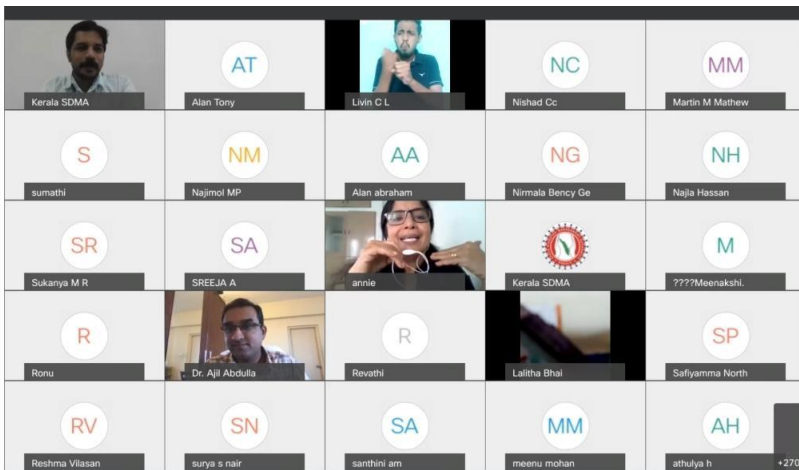 Kerala SDMA
AT
Alan Tony
Livin C L
NC
Nishad Cc
MM
Martin M Mathew
S
sumathi
NM
Najimol MP
AA
Alan abraham
NG
Nirmala Bency Ge
NH
Najla Hassan
SR
Sukanya M R
SA
SREEJA A
annie
Kerala SDMA
M
????Meenakshi.
R
Ronu
Dr. Ajil Abdulla
R
Revathi
Lalitha Bhai
SP
Safiyamma North
RV
Reshma Vilasan
SN
surya s nair
SA
santhini am
MM
meenu mohan
AH
athulya h
+270